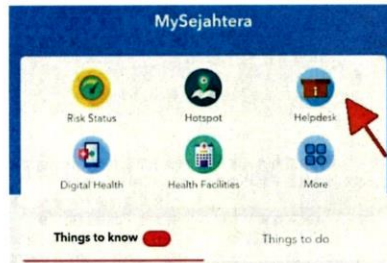 MySejahtera
Risk Status
Hotspot
Helpdesk
Digital Health
Health Facilities
More
Things to know
Things to do